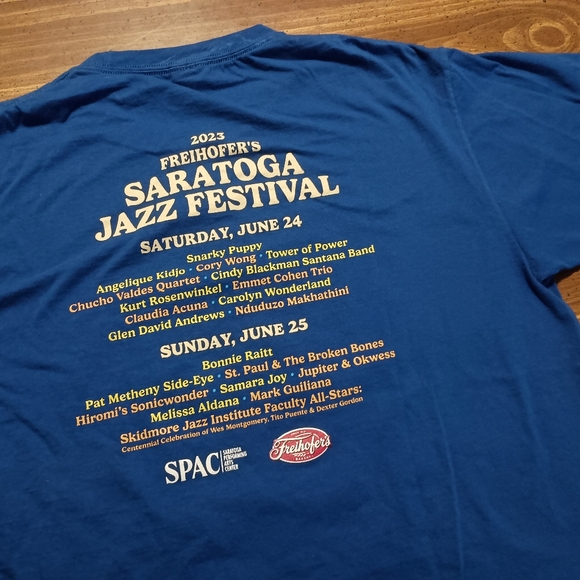 2023
FREIHOFER'S
SARATOGA
JAZZ FESTIVAL
SATURDAY, JUNE 24
Snarky Puppy
Angelique Kidjo • Cory Wong • Tower of Power
Chucho Valdes Quartet • Cindy Blackman Santana Band
Kurt Rosenwinkel • Emmet Cohen Trio
Claudia Acuna • Carolyn Wonderland
Glen David Andrews • Nduduzo Makhathini
SUNDAY, JUNE 25
Bonnie Raitt
Pat Metheny Side-Eye • St. Paul & The Broken Bones
Hiromi's Sonicwonder • Samara Joy • Jupiter & Okwess
Melissa Aldana • Mark Guiliana
Skidmore Jazz Institute Faculty All-Stars:
Centennial Celebration of Wes Montgomery, Tito Puente & Dexter Gordon
SPAC
SARATOGA
PERFORMING
ARTS
CENTER
Freihofer's